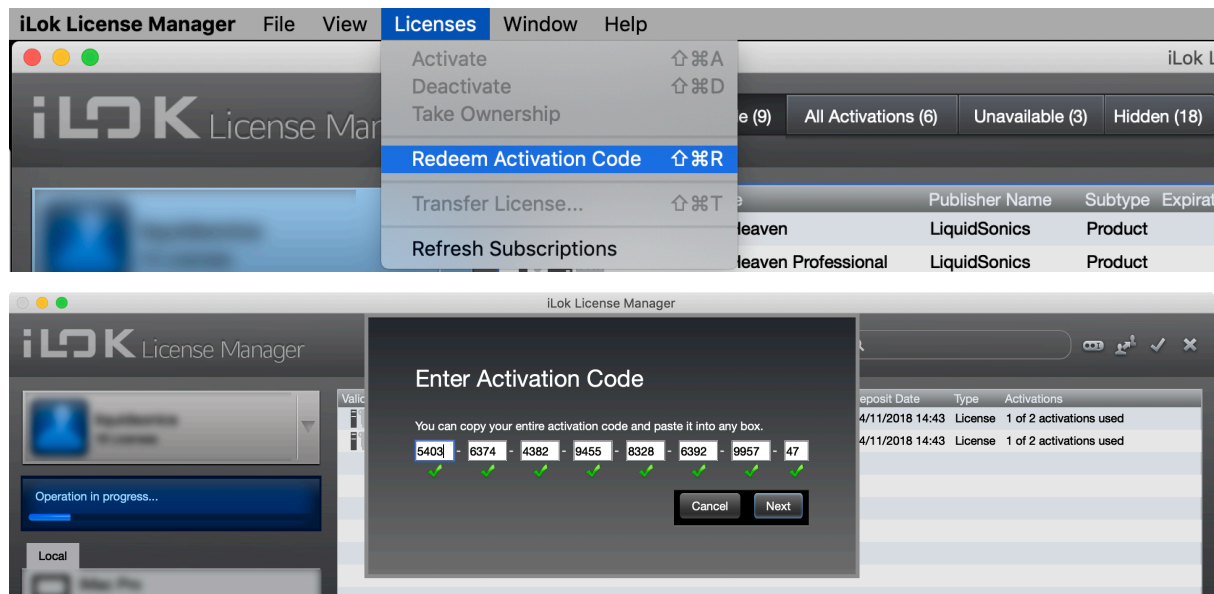 iLok License Manager File View Licenses Window Help
iLok L
Activate ⇧⌘A
Deactivate ⇧⌘D
Take Ownership
iLOK License Man
e (9) All Activations (6) Unavailable (3) Hidden (18)
Redeem Activation Code ⇧⌘R
Transfer License... ⇧⌘T
Publisher Name Subtype Expirat
Heaven LiquidSonics Product
Refresh Subscriptions
Heaven Professional LiquidSonics Product
iLok License Manager
iLOK License Manager
Enter Activation Code
Valid
eposit Date Type Activations
You can copy your entire activation code and paste it into any box.
4/11/2018 14:43 License 1 of 2 activations used
4/11/2018 14:43 License 1 of 2 activations used
5403 - 6374 - 4382 - 9455 - 8328 - 6392 - 9957 - 47
Operation in progress...
Cancel Next
Local